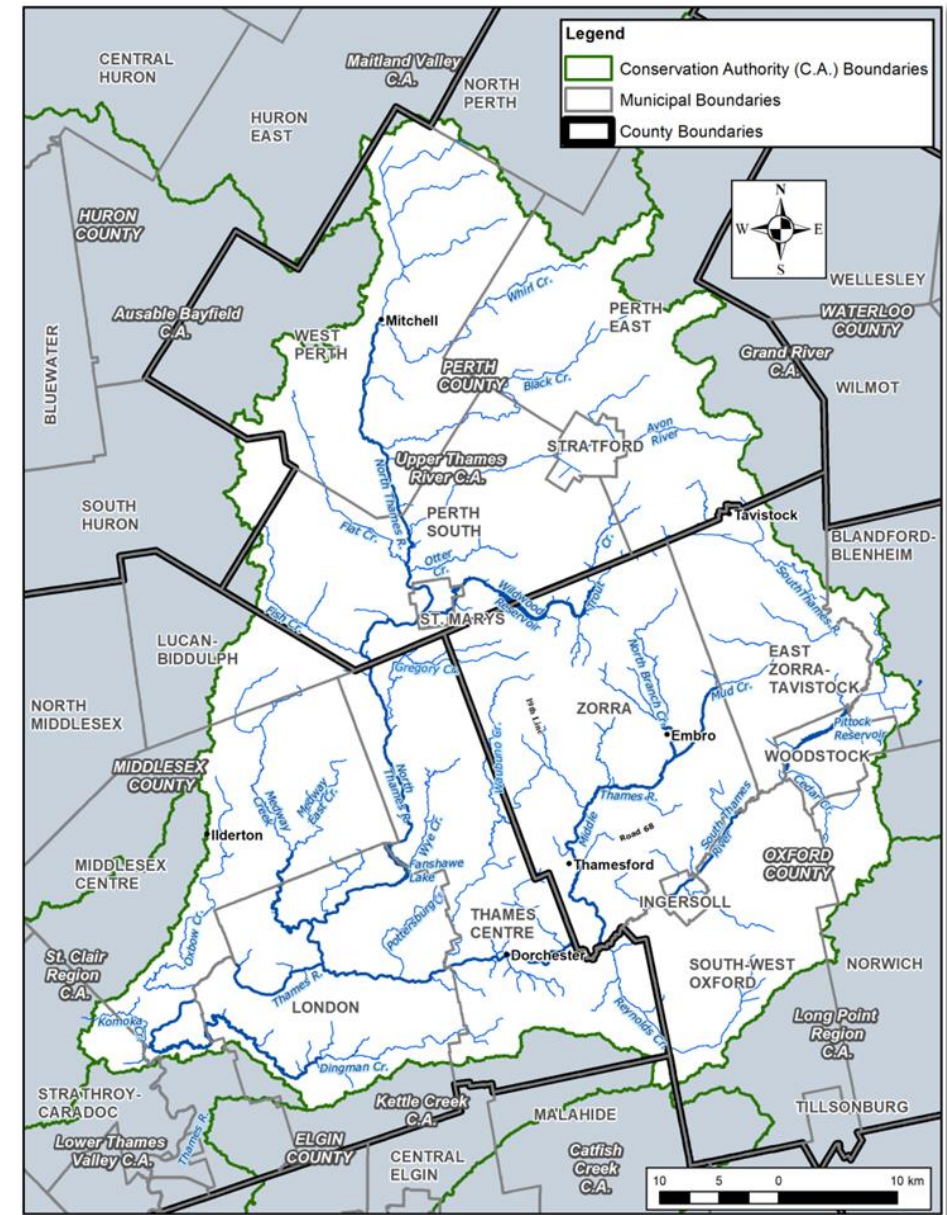 Legend
Conservation Authority (C.A.) Boundaries
Municipal Boundaries
County Boundaries
N
W
E
S
CENTRAL
HURON
Maitland Valley
C.A.
NORTH
PERTH
HURON
EAST
HURON
COUNTY
WELLESLEY
WATERLOO
COUNTY
Ausable Bayfield
C.A.
Whirl Cr.
PERTH
EAST
Mitchell
WEST
PERTH
Grand River
C.A.
BLUEWATER
PERTH
COUNTY
Black Cr.
WILMOT
Avon
River
STRATFORD
Upper Thames
River C.A.
North Thames R.
SOUTH
HURON
PERTH
SOUTH
Tavistock
Flat Cr.
Otter
Cr.
Trout Cr.
BLANDFORD-
BLENHEIM
Wildwood
Reservoir
South Thames R.
ST. MARYS
Fish Cr.
LUCAN-
BIDDULPH
Gregory Cr.
EAST
ZORRA-
TAVISTOCK
North Branch Cr.
Mud Cr.
NORTH
MIDDLESEX
ZORRA
19th Line
Waubuno Cr.
Embro
Pittock
Reservoir
WOODSTOCK
MIDDLESEX
COUNTY
Medway
Creek
Medway
East Cr.
North
Thames R.
Cedar Cr.
Thames R.
Middle
Road 68
South Thames
River
Ilderton
Wye Cr.
Fanshawe
Lake
Thamesford
OXFORD
COUNTY
MIDDLESEX
CENTRE
Pottersburg Cr.
INGERSOLL
THAMES
CENTRE
Oxbow Cr.
Dorchester
St. Clair
Region
C.A.
SOUTH-WEST
OXFORD
NORWICH
Thames R.
LONDON
Reynolds Cr.
Komoka Cr.
Long Point
Region
C.A.
Dingman Cr.
STRATHROY-
CARADOC
Kettle Creek
C.A.
MALAHIDE
TILLSONBURG
Thames R.
Lower Thames
Valley C.A.
ELGIN
COUNTY
CENTRAL
ELGIN
Catfish
Creek
C.A.
10 5 0 10 km